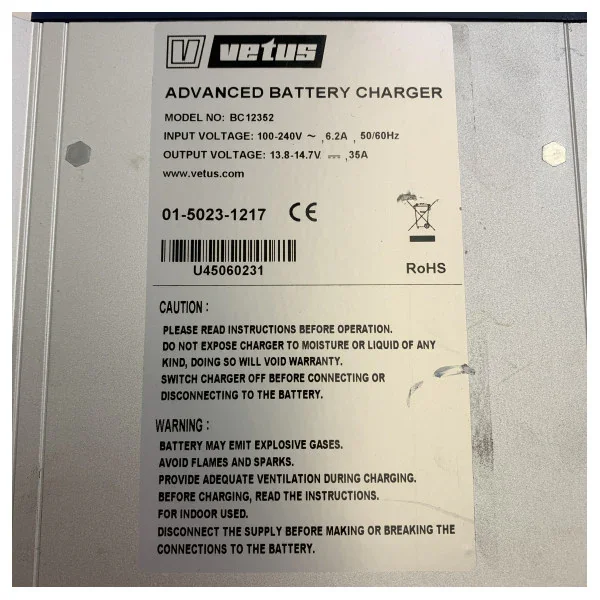 V vetus
ADVANCED BATTERY CHARGER
MODEL NO: BC12352
INPUT VOLTAGE: 100-240V ~ ,6.2A , 50/60Hz
OUTPUT VOLTAGE: 13.8-14.7V ⎓ ,35A
www.vetus.com
01-5023-1217 CE
U45060231
RoHS
CAUTION :
PLEASE READ INSTRUCTIONS BEFORE OPERATION.
DO NOT EXPOSE CHARGER TO MOISTURE OR LIQUID OF ANY
KIND, DOING SO WILL VOID WARRANTY.
SWITCH CHARGER OFF BEFORE CONNECTING OR
DISCONNECTING TO THE BATTERY.
WARNING :
BATTERY MAY EMIT EXPLOSIVE GASES.
AVOID FLAMES AND SPARKS.
PROVIDE ADEQUATE VENTILATION DURING CHARGING.
BEFORE CHARGING, READ THE INSTRUCTIONS.
FOR INDOOR USED.
DISCONNECT THE SUPPLY BEFORE MAKING OR BREAKING THE
CONNECTIONS TO THE BATTERY.